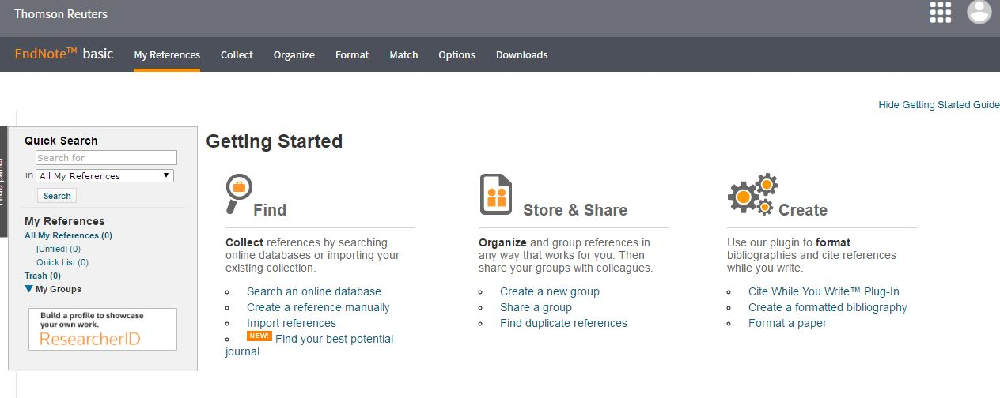 Thomson Reuters
EndNote™ basic
My References
Collect
Organize
Format
Match
Options
Downloads
Hide Getting Started Guide
Quick Search
Search for
in All My References
Search
My References
All My References (0)
[Unfiled] (0)
Quick List (0)
Trash (0)
My Groups
Build a profile to showcase
your own work.
ResearcherID
Getting Started
Find
Collect references by searching
online databases or importing your
existing collection.
Search an online database
Create a reference manually
Import references
NEW! Find your best potential
journal
Store & Share
Organize and group references in
any way that works for you. Then
share your groups with colleagues.
Create a new group
Share a group
Find duplicate references
Create
Use our plugin to format
bibliographies and cite references
while you write.
Cite While You Write™ Plug-In
Create a formatted bibliography
Format a paper